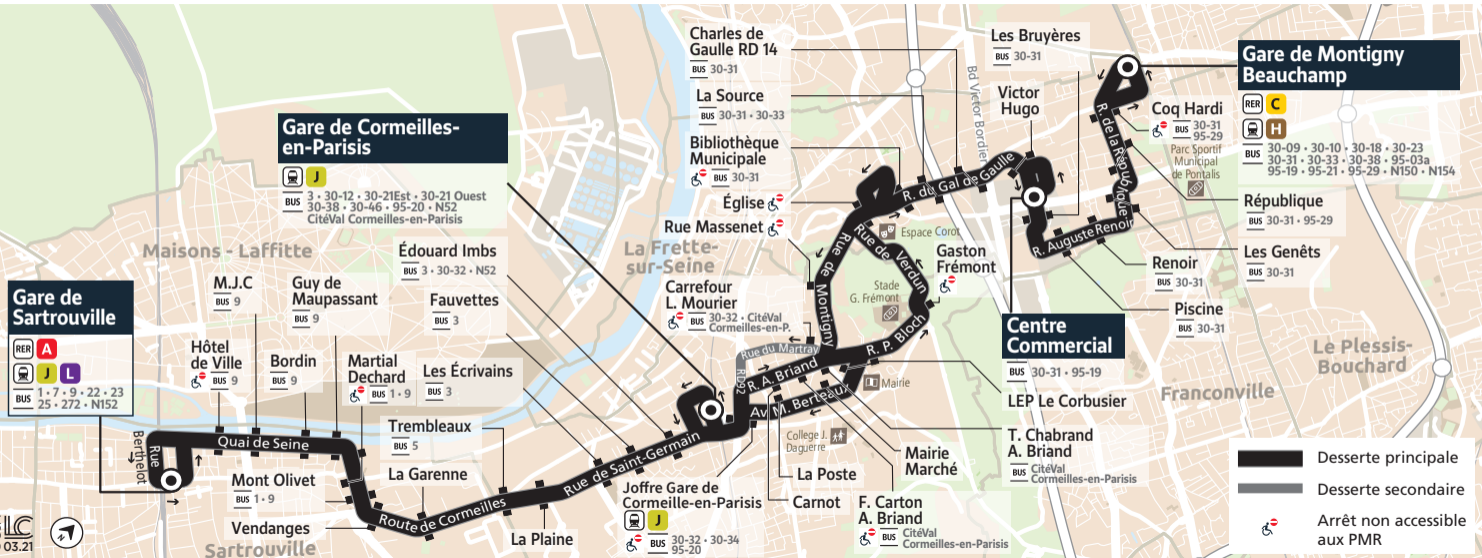 Gare de
Sartrouville
RER A
J L
BUS 1 • 7 • 9 • 22 • 23
25 • 272 • N152
Rue
Berthelot
Hôtel
de Ville
BUS 9
M.J.C
BUS 9
Bordin
BUS 9
Guy de
Maupassant
BUS 9
Martial
Dechard
BUS 1 • 9
Quai de Seine
Mont Olivet
BUS 1 • 9
Vendanges
Sartrouville
LC
03.21
Maisons - Laffitte
Gare de Cormeilles-
en-Parisis
J
BUS 3 • 30-12 • 30-21Est • 30-21 Ouest
30-38 • 30-46 • 95-20 • N52
CitéVal Cormeilles-en-Parisis
Édouard Imbs
BUS 3 • 30-32 • N52
Fauvettes
BUS 3
Les Écrivains
BUS 3
Trembleaux
BUS 5
La Garenne
Route de Cormeilles
La Plaine
Rue de Saint-Germain
Joffre Gare de
Cormeille-en-Parisis
J
BUS 30-32 • 30-34
95-20
La Frette-
sur-Seine
Charles de
Gaulle RD 14
BUS 30-31
La Source
BUS 30-31 • 30-33
Bibliothèque
Municipale
BUS 30-31
Église
Rue Massenet
Carrefour
L. Mourier
BUS 30-32 • CitéVal
Cormeilles-en-P.
Rue du Martray
RD392
R. A. Briand
Av M. Berteaux
College J.
Daguerre
Mairie
La Poste
Carnot
F. Carton
A. Briand
BUS CitéVal
Cormeilles-en-Parisis
Mairie
Marché
T. Chabrand
A. Briand
BUS CitéVal
Cormeilles-en-Parisis
LEP Le Corbusier
R. P. Bloch
Rue de Montigny
Rue de Verdun
Stade
G. Frémont
Espace Corot
Gaston
Frémont
R. du Gal de Gaulle
Bd Victor Bordier
Les Bruyères
BUS 30-31
Victor
Hugo
Centre
Commercial
BUS 30-31 • 95-19
R. Auguste Renoir
Renoir
BUS 30-31
Piscine
BUS 30-31
R. de la République
Coq Hardi
BUS 30-31
95-29
Parc Sportif
Municipal
de Pontalis
Gare de Montigny
Beauchamp
RER C
H
BUS 30-09 • 30-10 • 30-18 • 30-23
30-31 • 30-33 • 30-38 • 95-03a
95-19 • 95-21 • 95-29 • N150 • N154
République
BUS 30-31 • 95-29
Les Genêts
BUS 30-31
Le Plessis-
Bouchard
Franconville
Desserte principale
Desserte secondaire
Arrêt non accessible
aux PMR